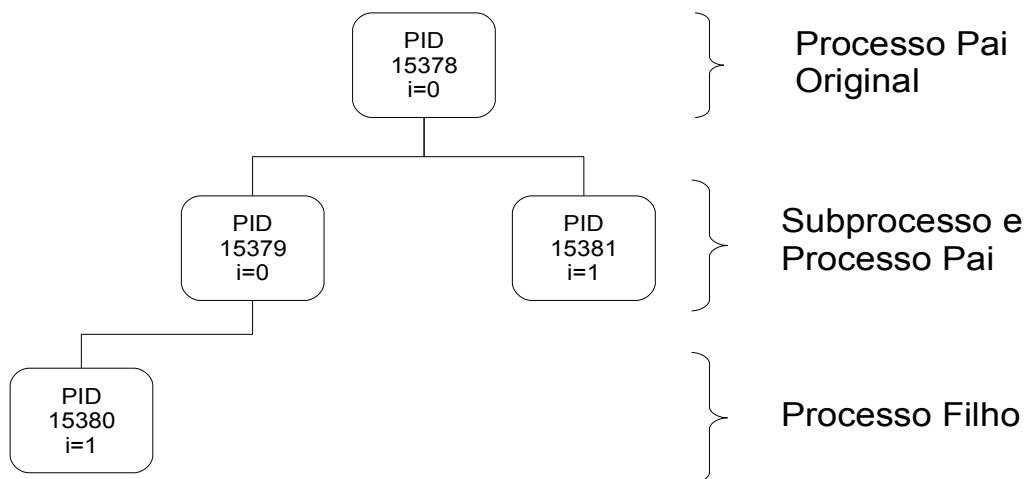 PID
15378
i=0
Processo Pai
Original
PID
15379
i=0
PID
15381
i=1
Subprocesso e
Processo Pai
PID
15380
i=1
Processo Filho